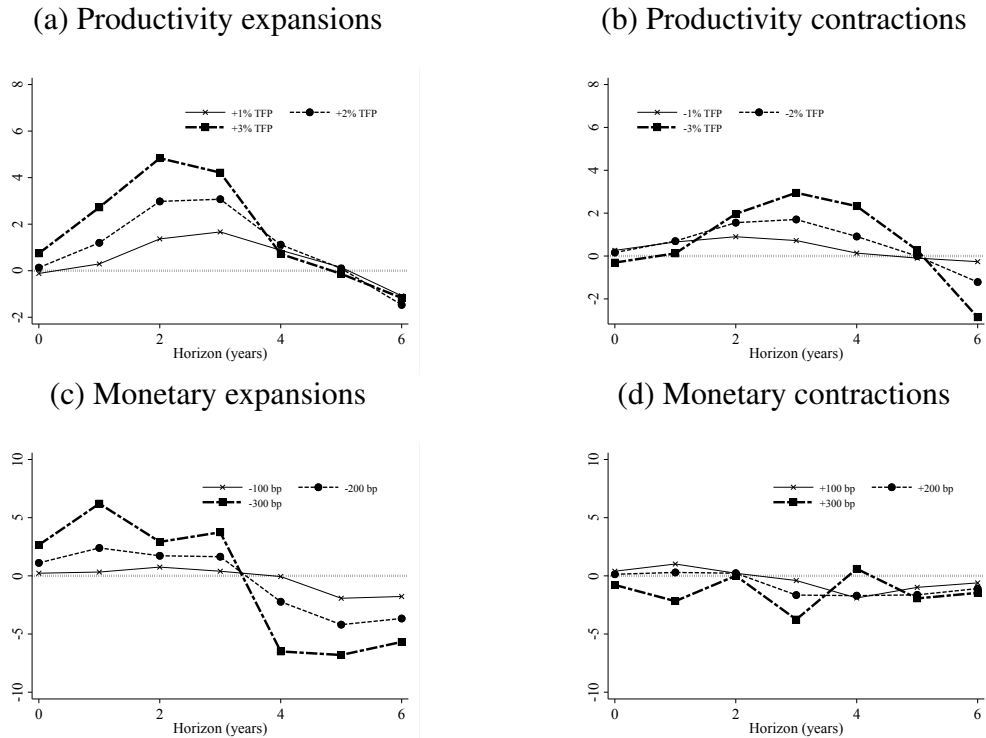 (a) Productivity expansions
8
6
4
2
0
-2
+1% TFP +2% TFP
+3% TFP
0 2 4 6
Horizon (years)
(b) Productivity contractions
8
6
4
2
0
-2
-1% TFP -2% TFP
-3% TFP
0 2 4 6
Horizon (years)
(c) Monetary expansions
10
5
0
-5
-10
-100 bp -200 bp
-300 bp
0 2 4 6
Horizon (years)
(d) Monetary contractions
10
5
0
-5
-10
+100 bp +200 bp
+300 bp
0 2 4 6
Horizon (years)